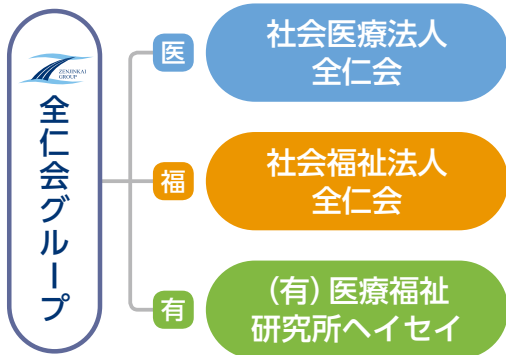 ZENJINKAI
GROUP
全仁会グループ
医
社会医療法人
全仁会
福
社会福祉法人
全仁会
有
(有)医療福祉
研究所ヘイセイ